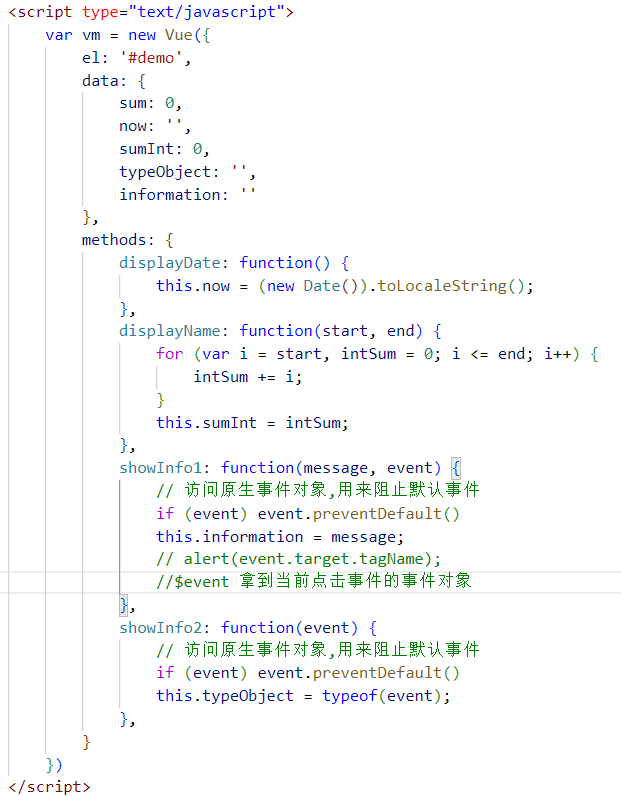 <script type="text/javascript">
    var vm = new Vue({
        el: '#demo',
        data: {
            sum: 0,
            now: '',
            sumInt: 0,
            typeObject: '',
            information: ''
        },
        methods: {
            displayDate: function() {
                this.now = (new Date()).toLocaleString();
            },
            displayName: function(start, end) {
                for (var i = start, intSum = 0; i <= end; i++) {
                    intSum += i;
                }
                this.sumInt = intSum;
            },
            showInfo1: function(message, event) {
                // 访问原生事件对象,用来阻止默认事件
                if (event) event.preventDefault()
                this.information = message;
                // alert(event.target.tagName);
                //$event 拿到当前点击事件的事件对象
            },
            showInfo2: function(event) {
                // 访问原生事件对象,用来阻止默认事件
                if (event) event.preventDefault()
                this.typeObject = typeof(event);
            },
        }
    })
</script>